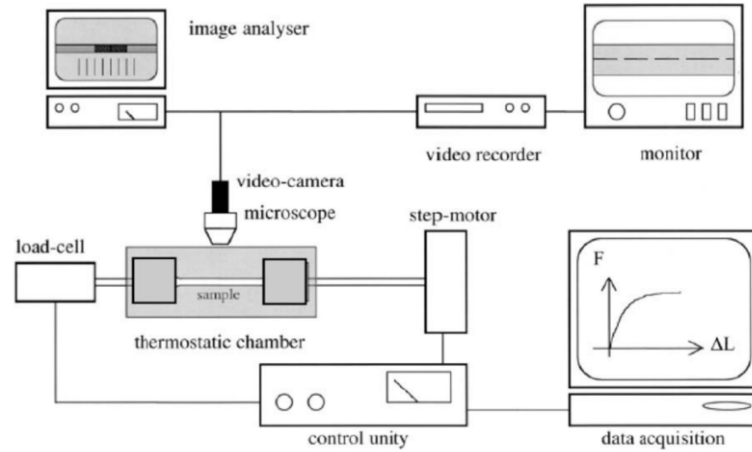 image analyser
video recorder
monitor
video-camera
microscope
step-motor
load-cell
sample
thermostatic chamber
F
ΔL
control unity
data acquisition